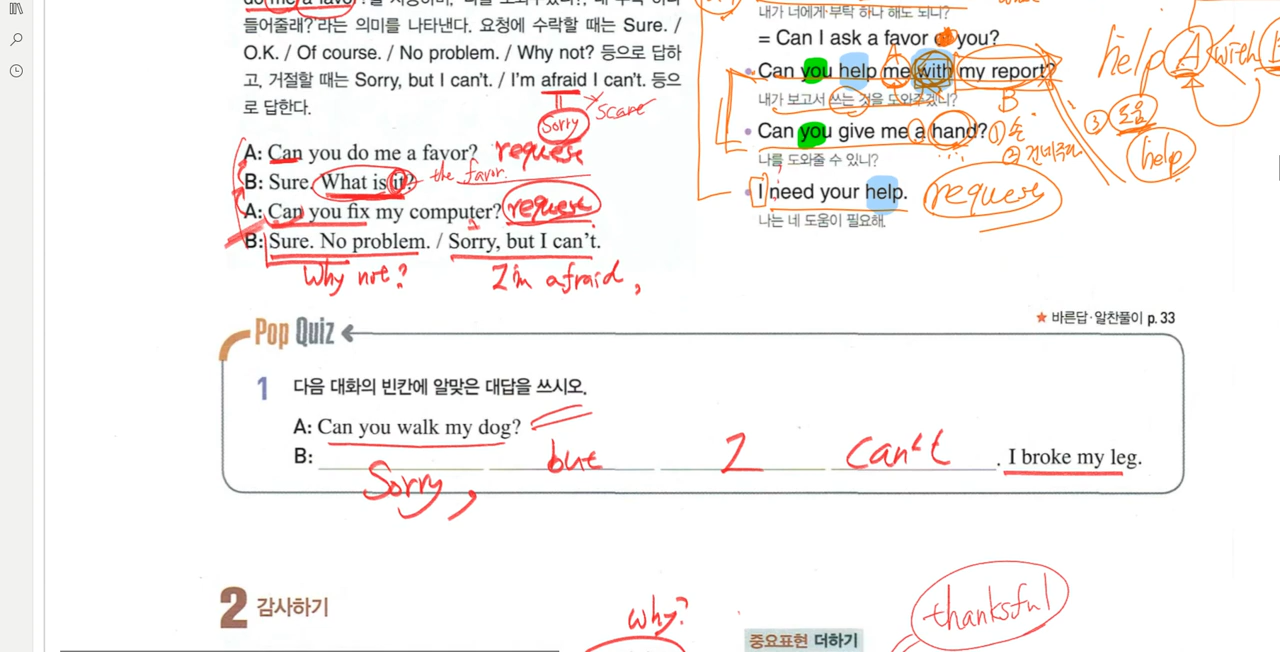 do me a favor?
들어줄래?'라는 의미를 나타낸다. 요청에 수락할 때는 Sure. /
O.K. / Of course. / No problem. / Why not? 등으로 답하
고, 거절할 때는 Sorry, but I can't. / I'm afraid I can't. 등으
로 답한다.
Sorry
scare
A: Can you do me a favor? request
B: Sure. What is it? the favor.
A: Can you fix my computer? request
B: Sure. No problem. / Sorry, but I can't.
Why not? I'm afraid,
내가 너에게 부탁 하나 해도 되니?
= Can I ask a favor of you?
• Can you help me with my report?
A
B
내가 보고서 쓰는 것을 도와주겠니?
• Can you give me a hand? ① 손
나를 도와줄 수 있니?
② 건네주다
③ 도움
help
• I need your help. request
나는 네 도움이 필요해.
help A with B
★ 바른답·알찬풀이 p. 33
Pop Quiz
1 다음 대화의 빈칸에 알맞은 대답을 쓰시오.
A: Can you walk my dog?
B: Sorry, but I can't. I broke my leg.
2 감사하기
why?
중요표현 더하기
thanksful